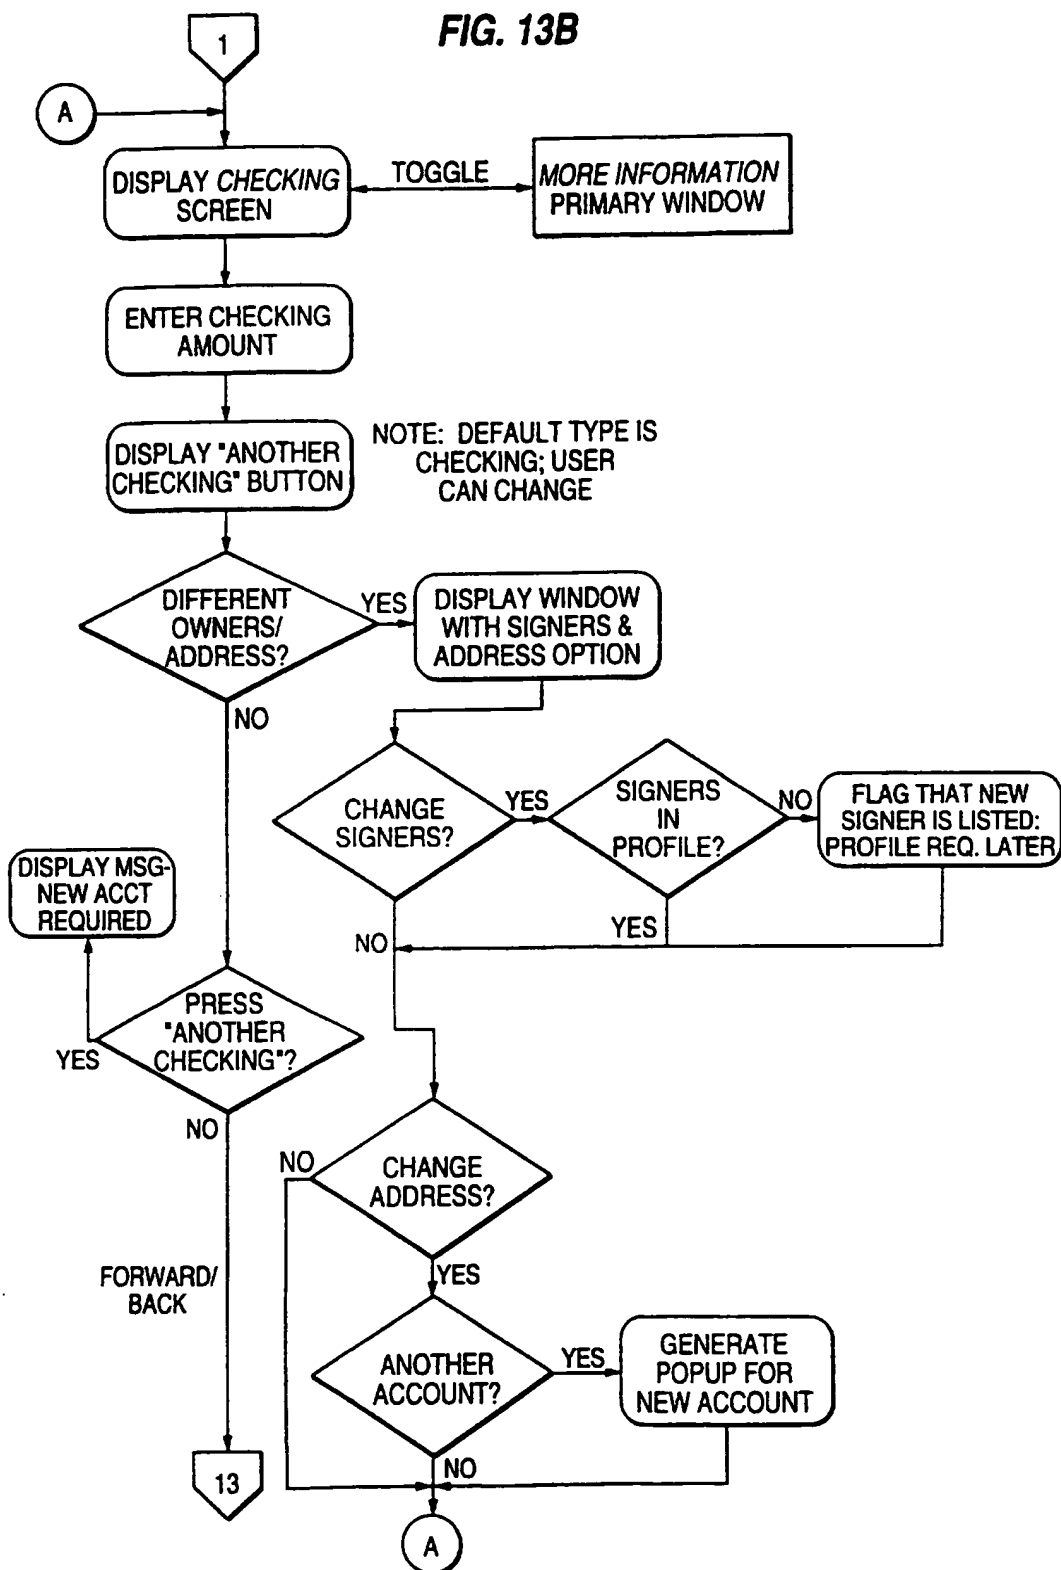 FIG. 13B
1
A
DISPLAY CHECKING
SCREEN
TOGGLE
MORE INFORMATION
PRIMARY WINDOW
ENTER CHECKING
AMOUNT
DISPLAY "ANOTHER
CHECKING" BUTTON
NOTE: DEFAULT TYPE IS
CHECKING; USER
CAN CHANGE
DIFFERENT
OWNERS/
ADDRESS?
YES
DISPLAY WINDOW
WITH SIGNERS &
ADDRESS OPTION
NO
CHANGE
SIGNERS?
YES
SIGNERS
IN
PROFILE?
NO
FLAG THAT NEW
SIGNER IS LISTED:
PROFILE REQ. LATER
DISPLAY MSG-
NEW ACCT
REQUIRED
NO
YES
PRESS
"ANOTHER
CHECKING"?
YES
NO
CHANGE
ADDRESS?
NO
YES
FORWARD/
BACK
ANOTHER
ACCOUNT?
YES
GENERATE
POPUP FOR
NEW ACCOUNT
NO
13
A